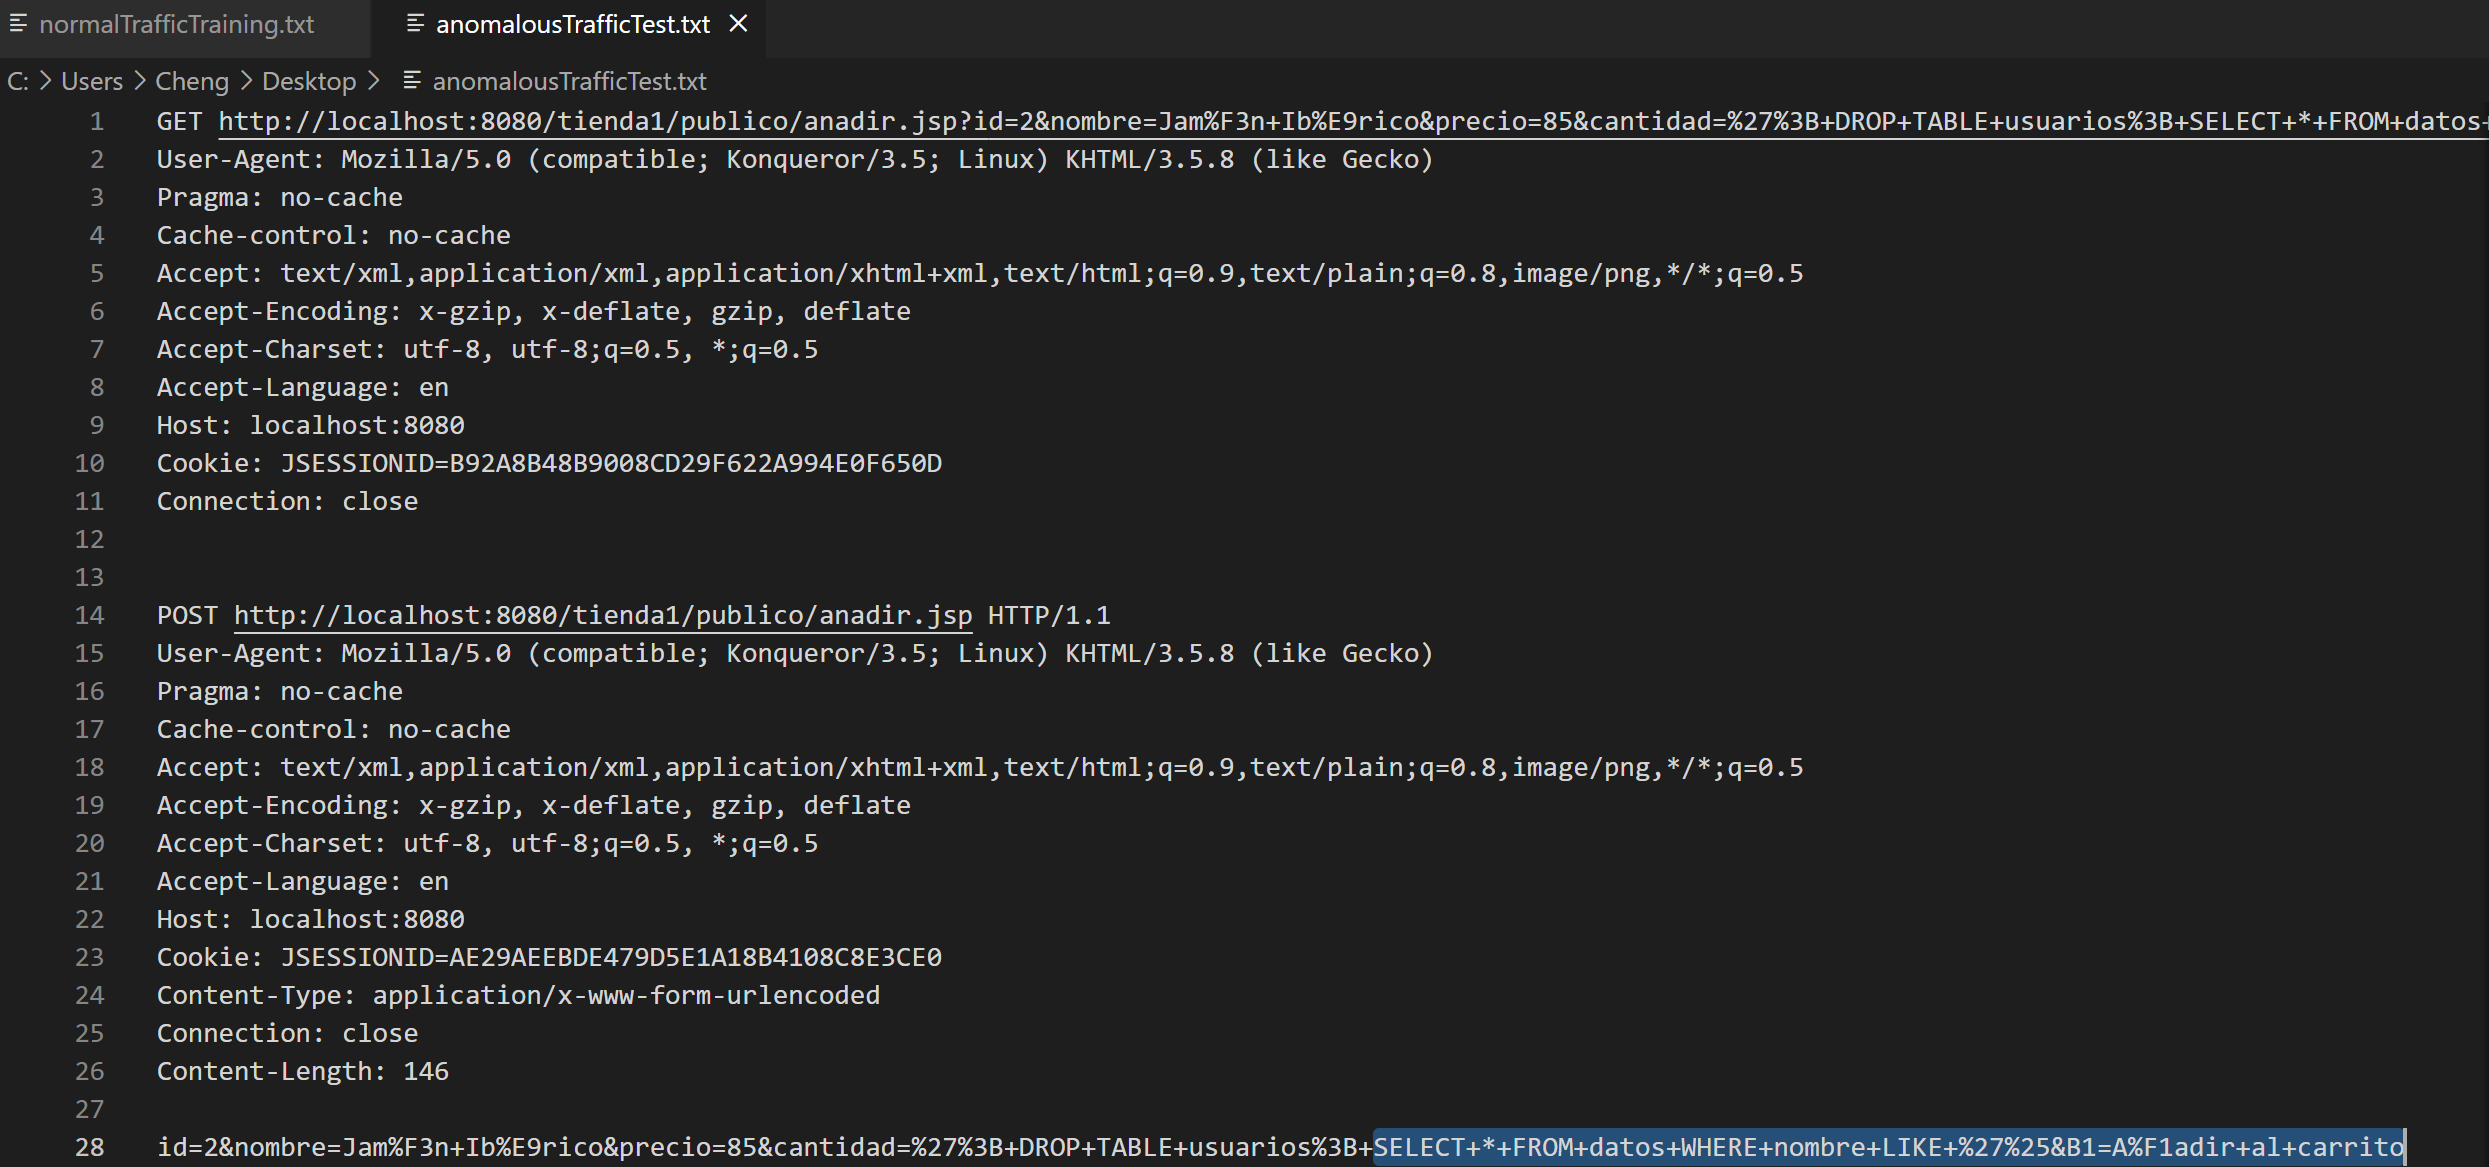 normalTrafficTraining.txt anomalousTrafficTest.txt
C: > Users > Cheng > Desktop > anomalousTrafficTest.txt
1 GET http://localhost:8080/tienda1/publico/anadir.jsp?id=2&nombre=Jam%F3n+Ib%E9rico&precio=85&cantidad=%27%3B+DROP+TABLE+usuarios%3B+SELECT+*+FROM+datos+
2 User-Agent: Mozilla/5.0 (compatible; Konqueror/3.5; Linux) KHTML/3.5.8 (like Gecko)
3 Pragma: no-cache
4 Cache-control: no-cache
5 Accept: text/xml,application/xml,application/xhtml+xml,text/html;q=0.9,text/plain;q=0.8,image/png,*/*;q=0.5
6 Accept-Encoding: x-gzip, x-deflate, gzip, deflate
7 Accept-Charset: utf-8, utf-8;q=0.5, *;q=0.5
8 Accept-Language: en
9 Host: localhost:8080
10 Cookie: JSESSIONID=B92A8B48B9008CD29F622A994E0F650D
11 Connection: close
12
13
14 POST http://localhost:8080/tienda1/publico/anadir.jsp HTTP/1.1
15 User-Agent: Mozilla/5.0 (compatible; Konqueror/3.5; Linux) KHTML/3.5.8 (like Gecko)
16 Pragma: no-cache
17 Cache-control: no-cache
18 Accept: text/xml,application/xml,application/xhtml+xml,text/html;q=0.9,text/plain;q=0.8,image/png,*/*;q=0.5
19 Accept-Encoding: x-gzip, x-deflate, gzip, deflate
20 Accept-Charset: utf-8, utf-8;q=0.5, *;q=0.5
21 Accept-Language: en
22 Host: localhost:8080
23 Cookie: JSESSIONID=AE29AEEBDE479D5E1A18B4108C8E3CE0
24 Content-Type: application/x-www-form-urlencoded
25 Connection: close
26 Content-Length: 146
27
28 id=2&nombre=Jam%F3n+Ib%E9rico&precio=85&cantidad=%27%3B+DROP+TABLE+usuarios%3B+SELECT+*+FROM+datos+WHERE+nombre+LIKE+%27%25&B1=A%F1adir+al+carrito